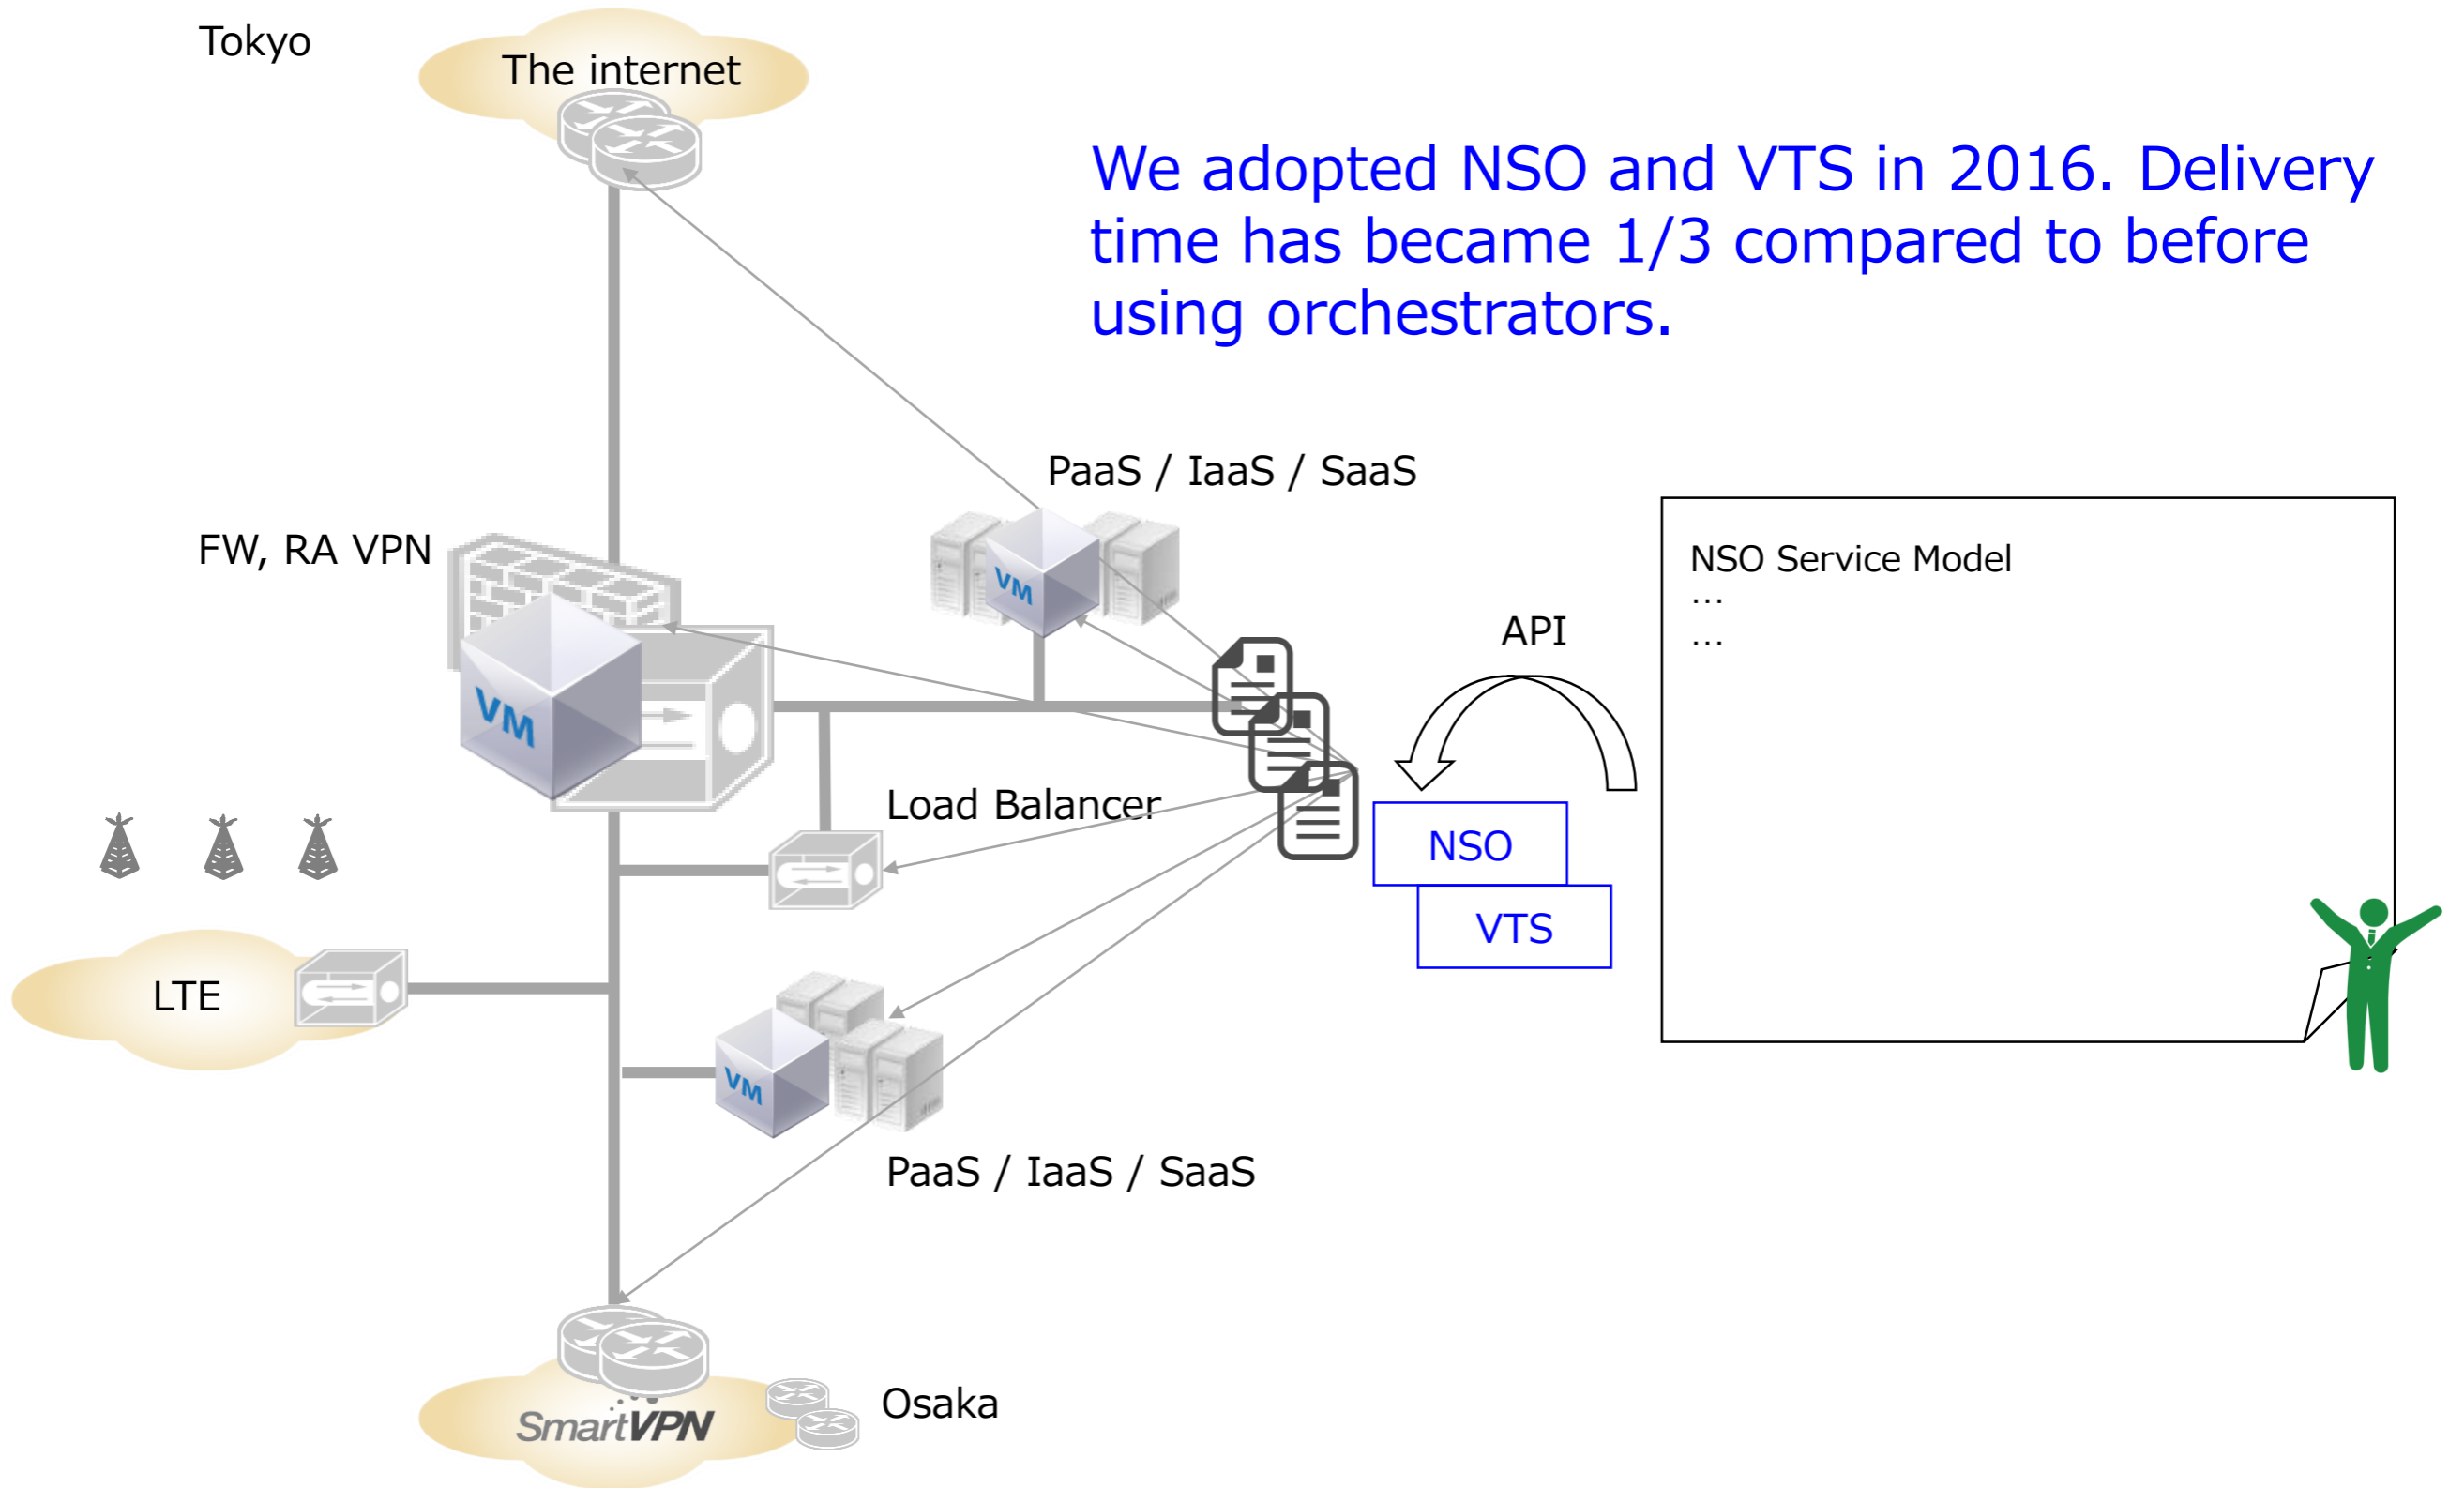 Tokyo
The internet
We adopted NSO and VTS in 2016. Delivery
time has became 1/3 compared to before
using orchestrators.
PaaS / IaaS / SaaS
FW, RA VPN
VM
VM
NSO Service Model
...
...
API
Load Balancer
NSO
VTS
LTE
VM
PaaS / IaaS / SaaS
Osaka
SmartVPN